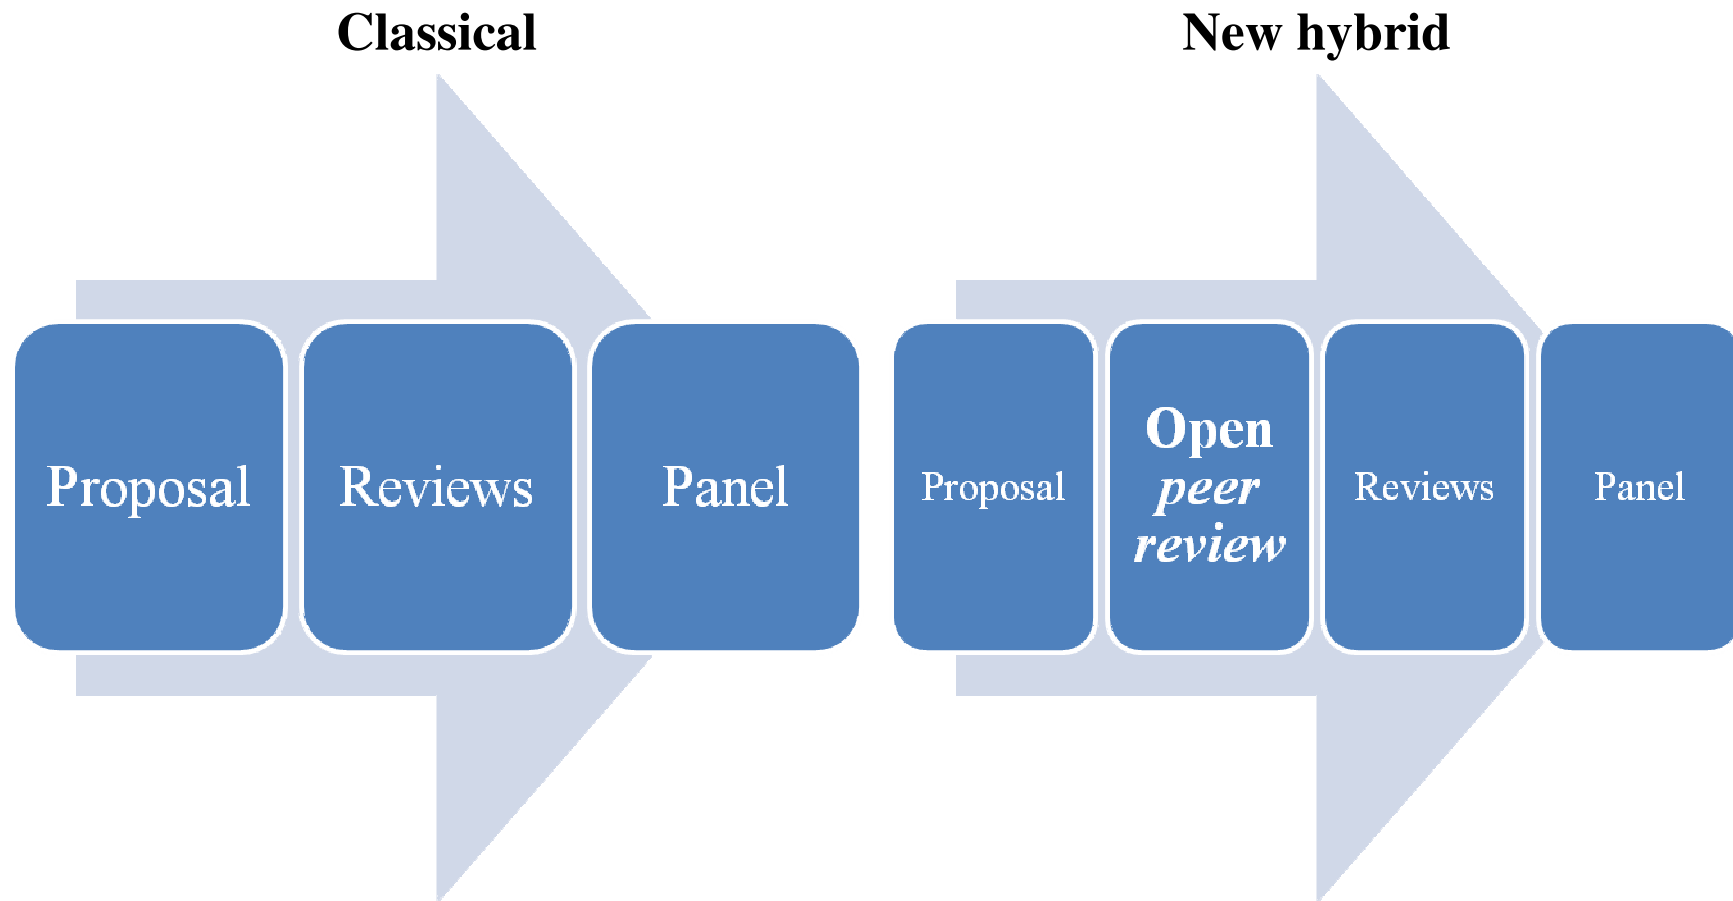 Classical
Proposal
Reviews
Panel
New hybrid
Proposal
Open
peer
review
Reviews
Panel